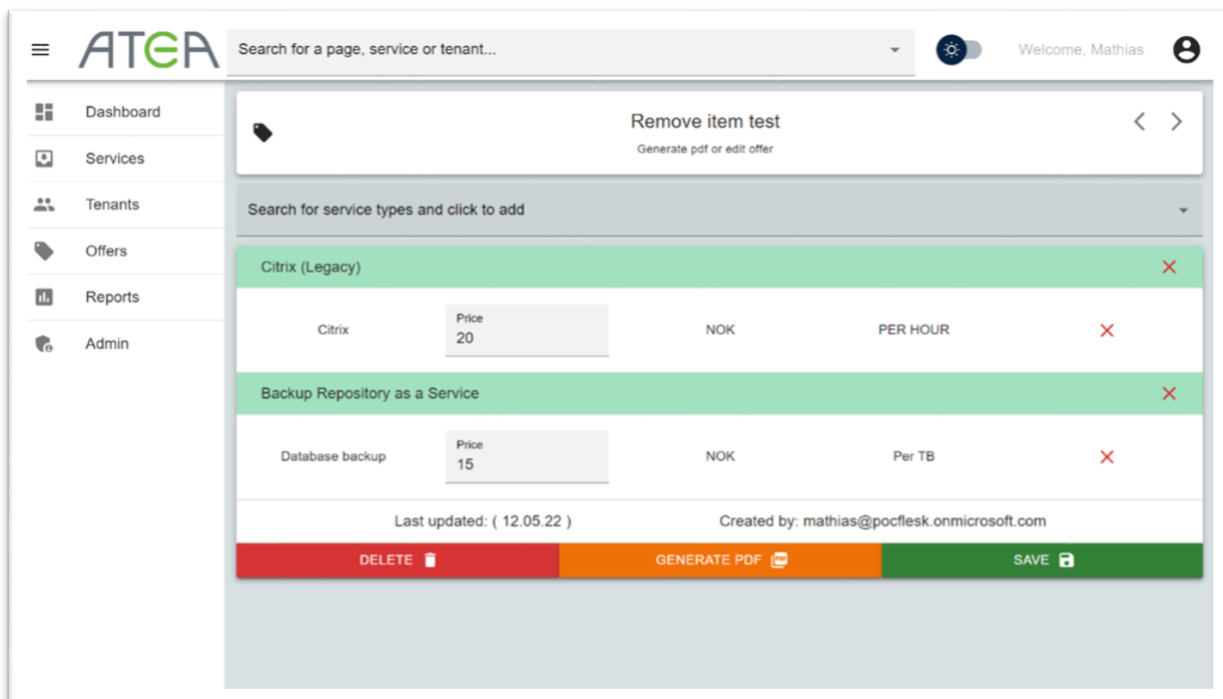 ATEA
Search for a page, service or tenant...
Welcome, Mathias
Dashboard
Services
Tenants
Offers
Reports
Admin
Remove item test
Generate pdf or edit offer
Search for service types and click to add
Citrix (Legacy)
Citrix
Price
20
NOK
PER HOUR
Backup Repository as a Service
Database backup
Price
15
NOK
Per TB
Last updated: ( 12.05.22 )
Created by: mathias@pocflesk.onmicrosoft.com
DELETE
GENERATE PDF
PDF
SAVE